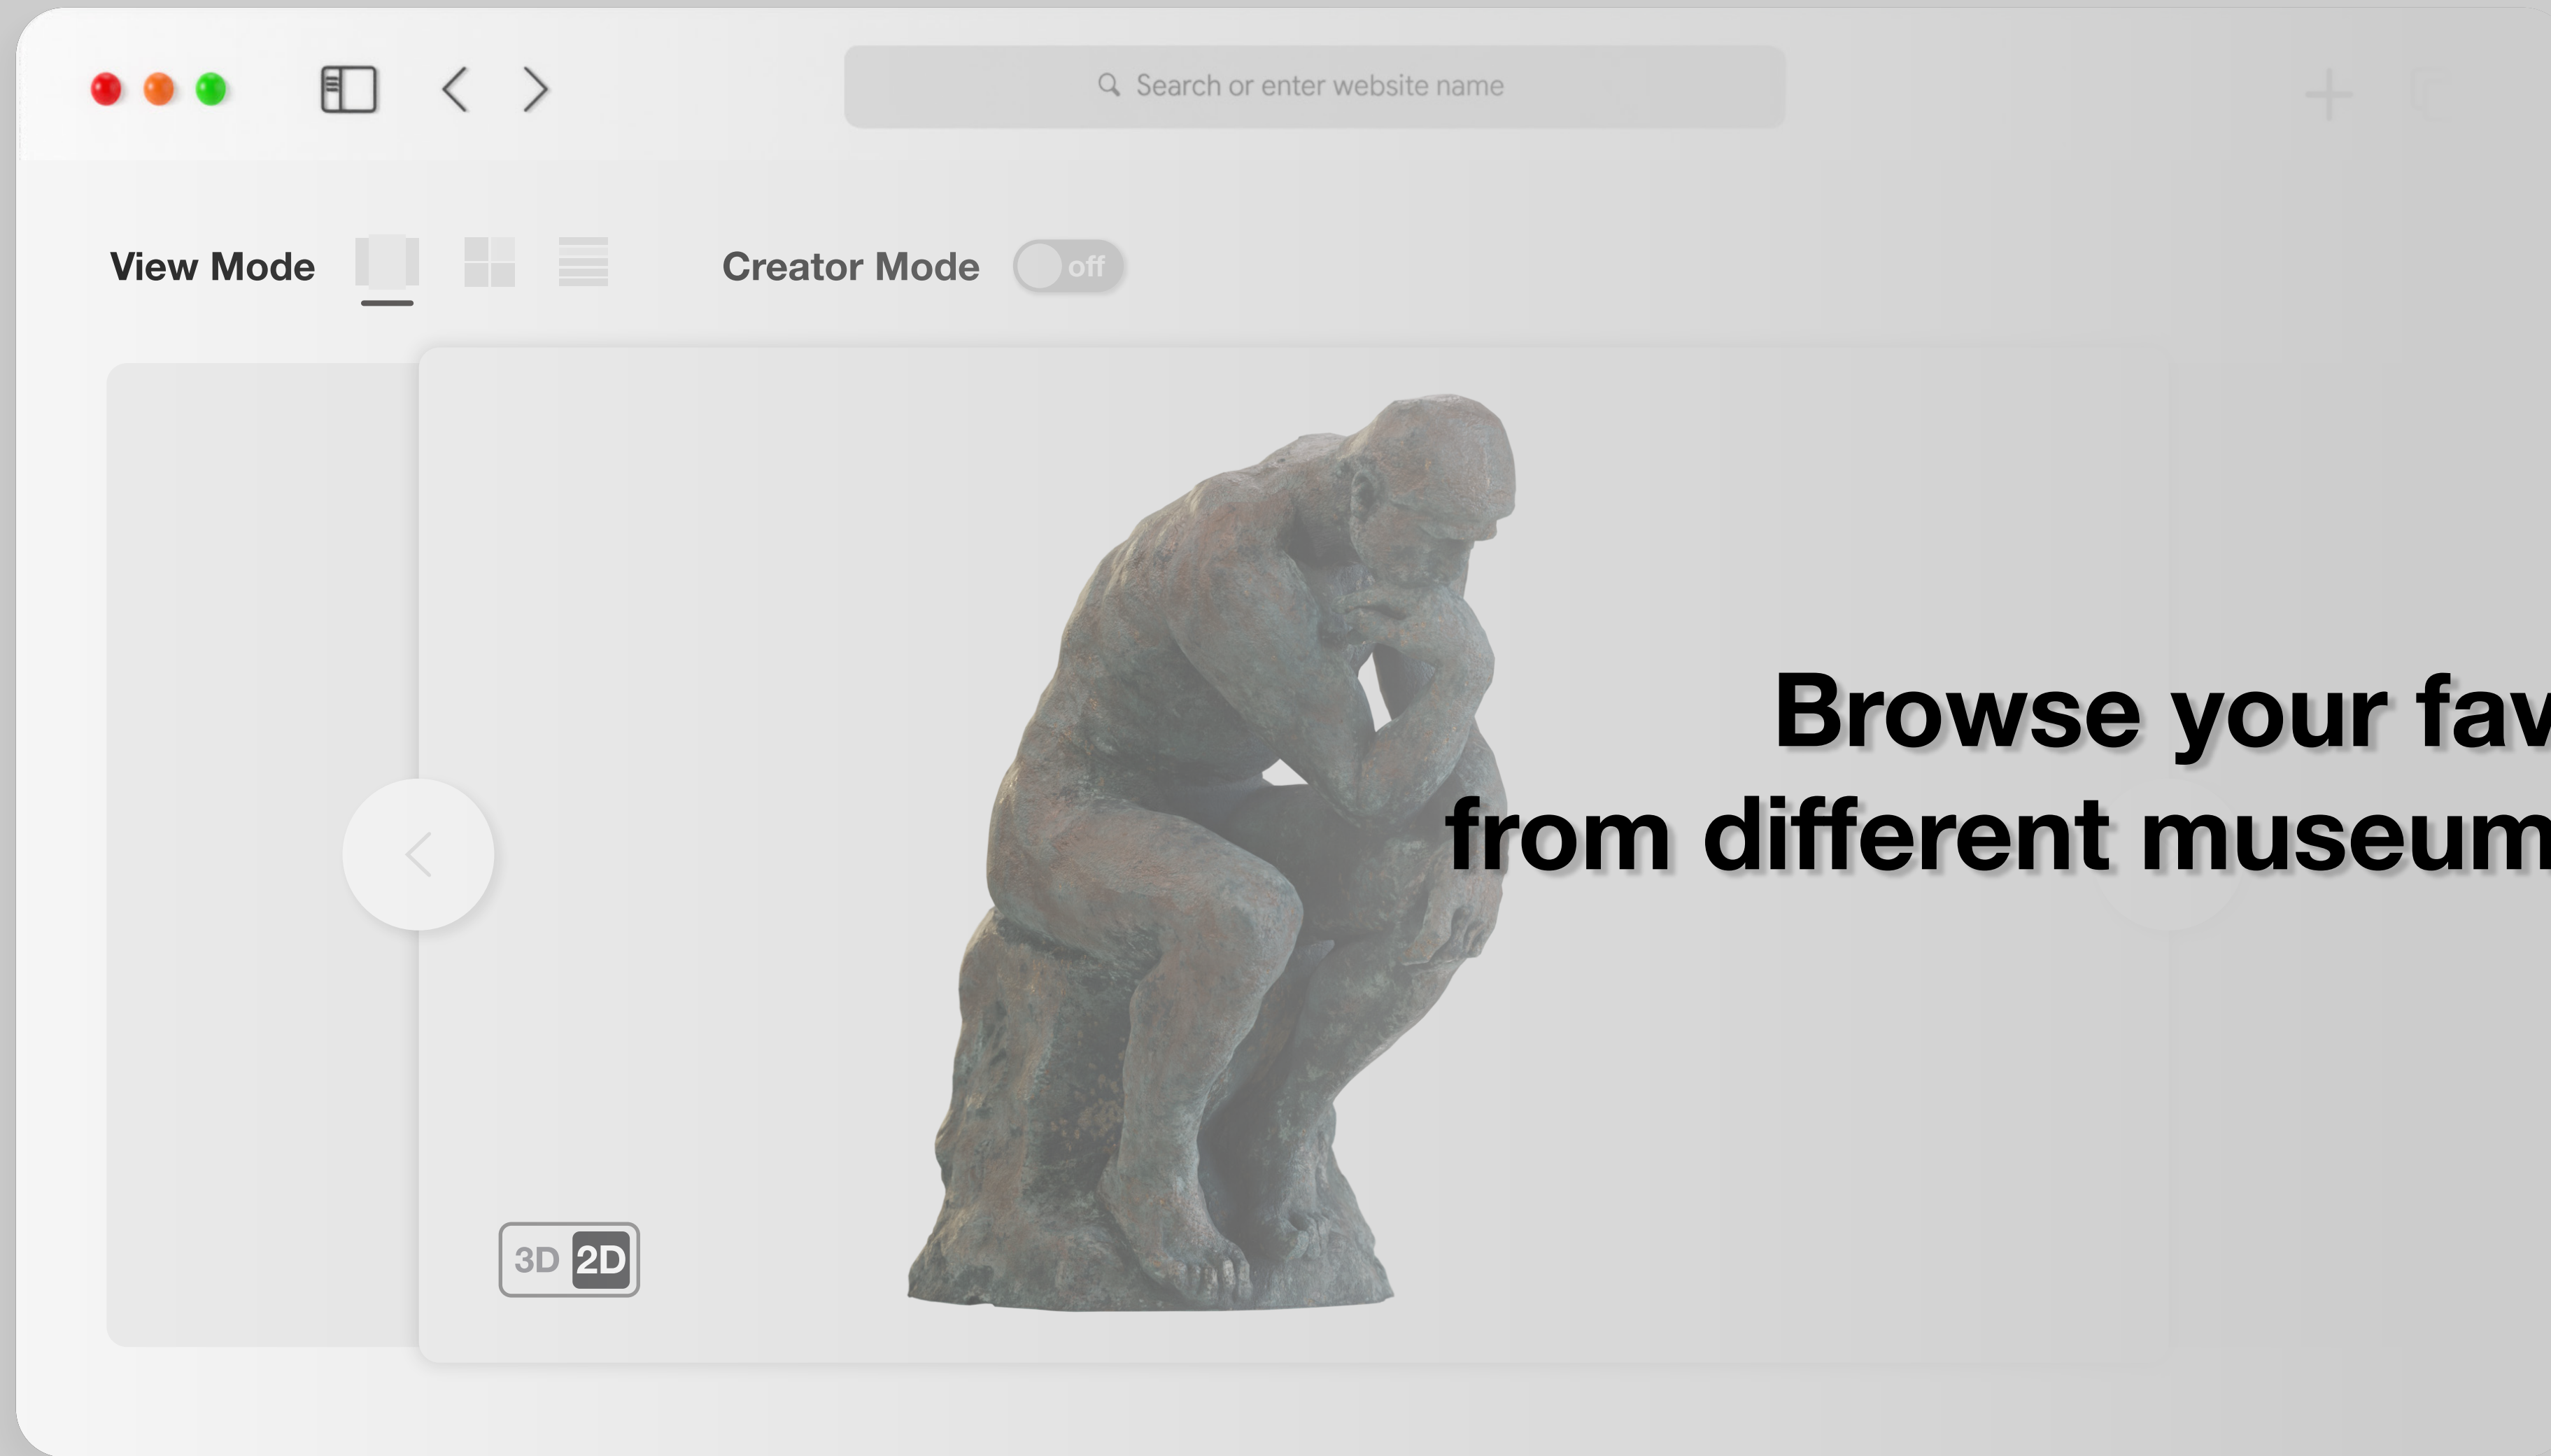 Search or enter website name
View Mode
Creator Mode off
Browse your fav
from different museum
3D 2D